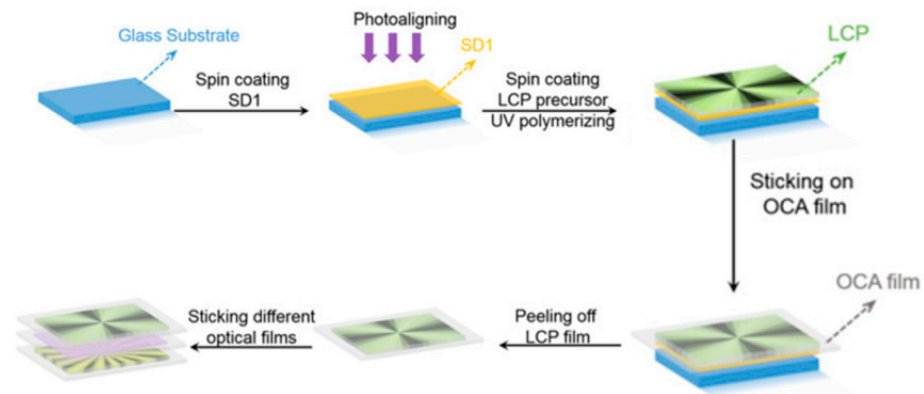 Photoaligning
Glass Substrate
SD1
LCP
Spin coating
SD1
Spin coating
LCP precursor
UV polymerizing
Sticking on
OCA film
OCA film
Peeling off
LCP film
Sticking different
optical films